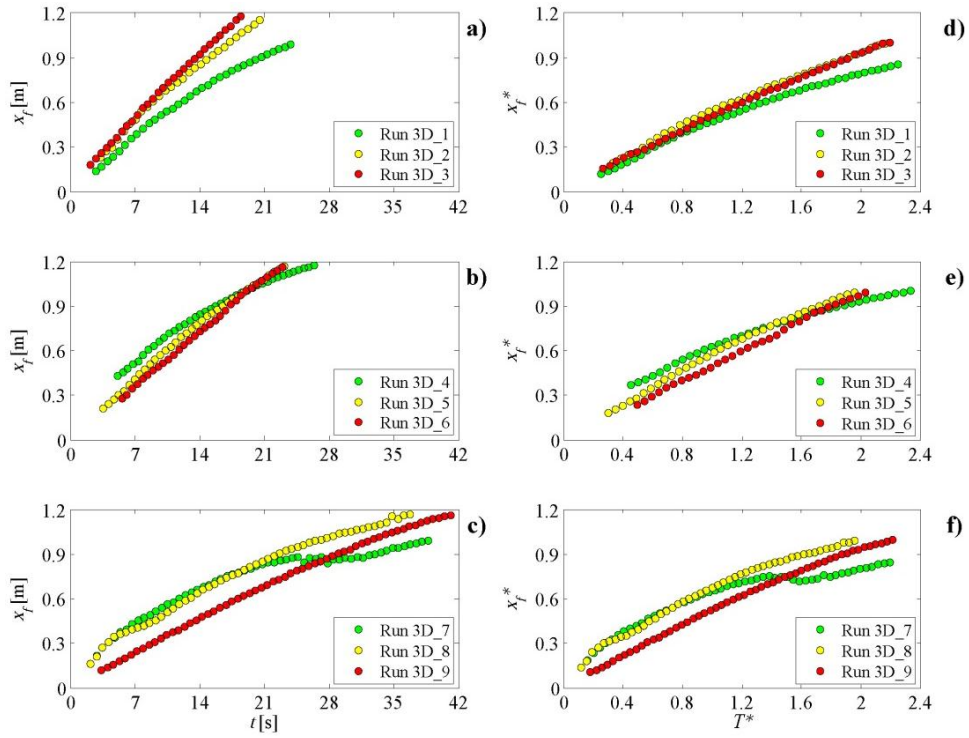 1.2
0.9
0.6
0.3
0
x_f [m]
0 7 14 21 28 35 42
a)
Run 3D_1
Run 3D_2
Run 3D_3
1.2
0.9
0.6
0.3
0
x_f*
0 0.4 0.8 1.2 1.6 2 2.4
d)
Run 3D_1
Run 3D_2
Run 3D_3
1.2
0.9
0.6
0.3
0
x_f [m]
0 7 14 21 28 35 42
b)
Run 3D_4
Run 3D_5
Run 3D_6
1.2
0.9
0.6
0.3
0
x_f*
0 0.4 0.8 1.2 1.6 2 2.4
e)
Run 3D_4
Run 3D_5
Run 3D_6
1.2
0.9
0.6
0.3
0
x_f [m]
0 7 14 21 28 35 42
t [s]
c)
Run 3D_7
Run 3D_8
Run 3D_9
1.2
0.9
0.6
0.3
0
x_f*
0 0.4 0.8 1.2 1.6 2 2.4
T*
f)
Run 3D_7
Run 3D_8
Run 3D_9